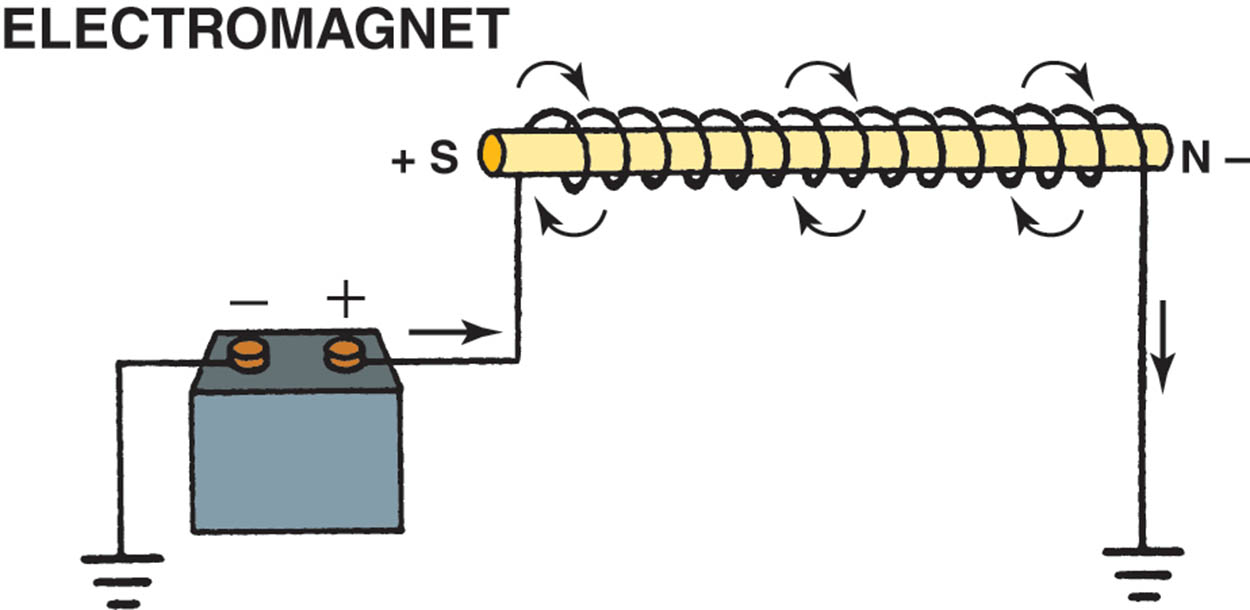 ELECTROMAGNET
+ S
N −
− +